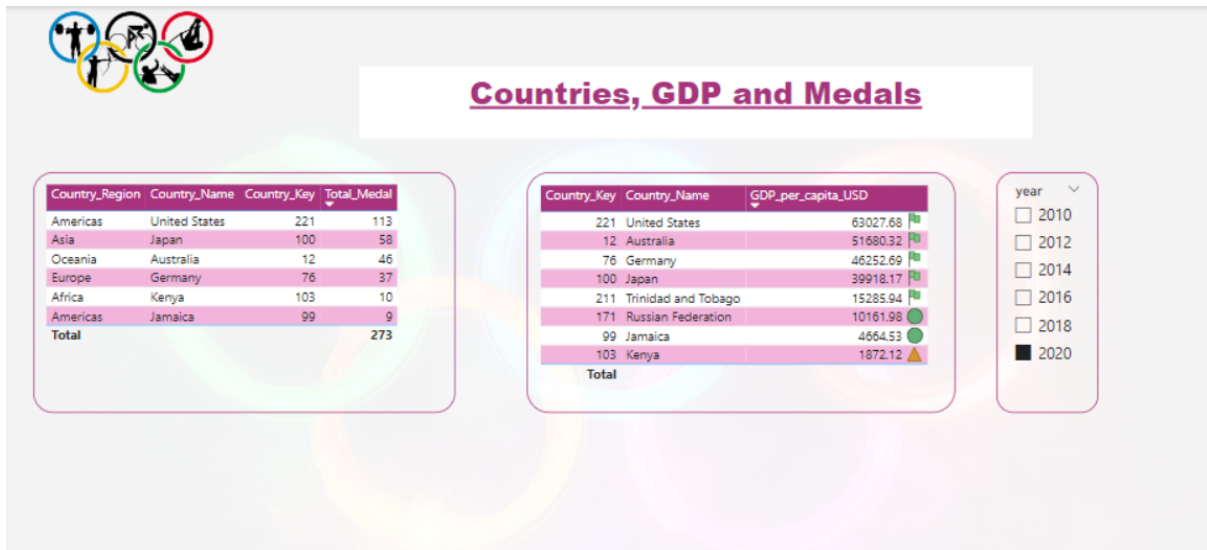 Countries, GDP and Medals
Country_Region Country_Name Country_Key Total_Medal
Americas United States 221 113
Asia Japan 100 58
Oceania Australia 12 46
Europe Germany 76 37
Africa Kenya 103 10
Americas Jamaica 99 9
Total 273
Country_Key Country_Name GDP_per_capita_USD
221 United States 63027.68
12 Australia 51680.32
76 Germany 46252.69
100 Japan 39918.17
211 Trinidad and Tobago 15285.94
171 Russian Federation 10161.98
99 Jamaica 4664.53
103 Kenya 1872.12
Total
year
2010
2012
2014
2016
2018
2020